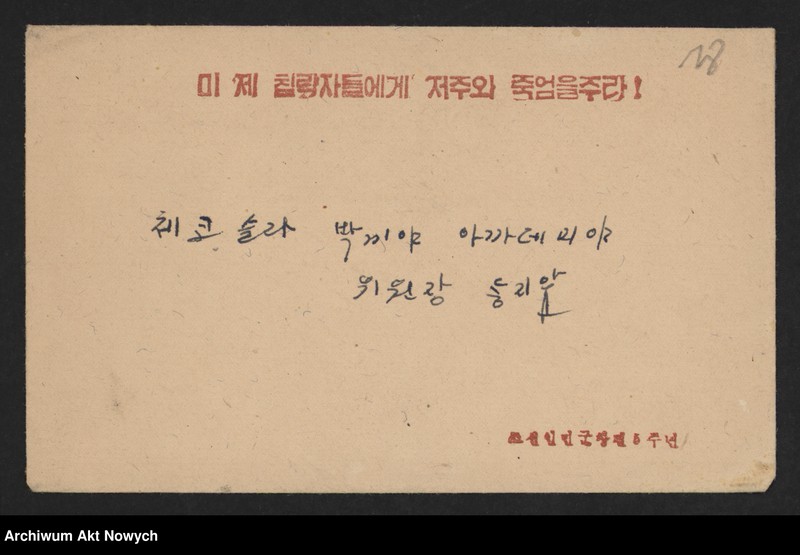 미제 침략자들에게 저주와 죽엄을주라!
28
체코슬라 박끼야 아까데미야
위원장 동지앞
조선인민군창건5주년
Archiwum Akt Nowych